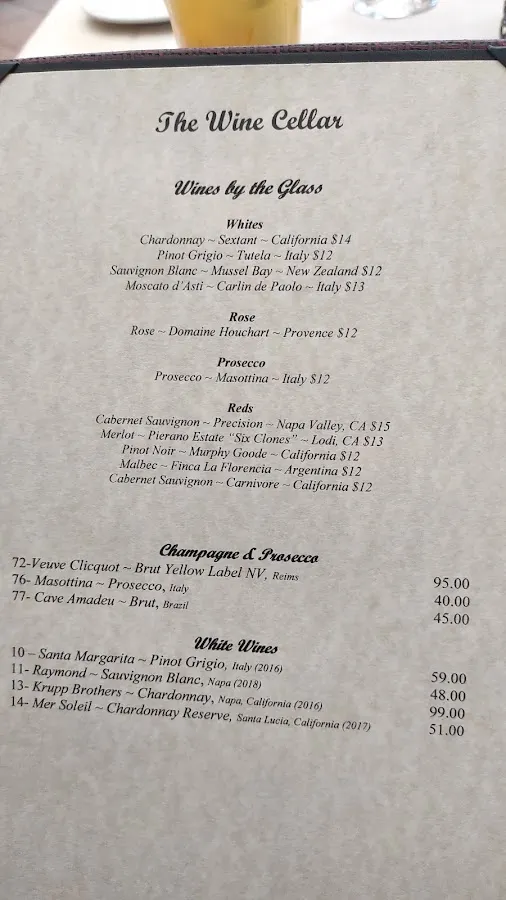 The Wine Cellar
Wines by the Glass
Whites
Chardonnay ~ Sextant ~ California $14
Pinot Grigio ~ Tutela ~ Italy $12
Sauvignon Blanc ~ Mussel Bay ~ New Zealand $12
Moscato d'Asti ~ Carlin de Paolo ~ Italy $13
Rose
Rose ~ Domaine Houchart ~ Provence $12
Prosecco
Prosecco ~ Masottina ~ Italy $12
Reds
Cabernet Sauvignon ~ Precision ~ Napa Valley, CA $15
Merlot ~ Pierano Estate "Six Clones" ~ Lodi, CA $13
Pinot Noir ~ Murphy Goode ~ California $12
Malbec ~ Finca La Florencia ~ Argentina $12
Cabernet Sauvignon ~ Carnivore ~ California $12
Champagne & Prosecco
72-Veuve Clicquot ~ Brut Yellow Label NV, Reims 95.00
76- Masottina ~ Prosecco, Italy 40.00
77- Cave Amadeu ~ Brut, Brazil 45.00
White Wines
10 – Santa Margarita ~ Pinot Grigio, Italy (2016) 59.00
11- Raymond ~ Sauvignon Blanc, Napa (2018) 48.00
13- Krupp Brothers ~ Chardonnay, Napa, California (2016) 99.00
14- Mer Soleil ~ Chardonnay Reserve, Santa Lucia, California (2017) 51.00